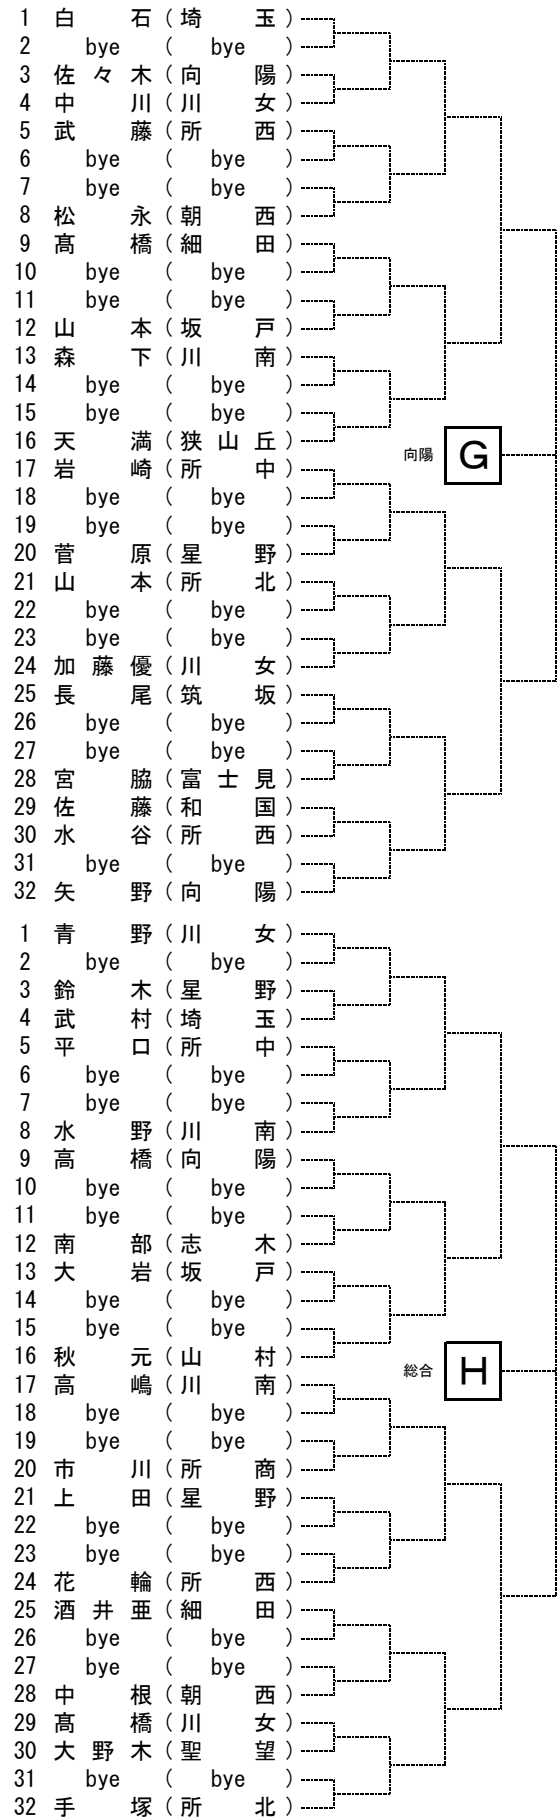 1 白石(埼玉)
2 bye (bye)
3 佐々木(向陽)
4 中川(川女)
5 武藤(所西)
6 bye (bye)
7 bye (bye)
8 松永(朝西)
9 髙橋(細田)
10 bye (bye)
11 bye (bye)
12 山本(坂戸)
13 森下(川南)
14 bye (bye)
15 bye (bye)
16 天満(狭山丘)
向陽 G
17 岩崎(所中)
18 bye (bye)
19 bye (bye)
20 菅原(星野)
21 山本(所北)
22 bye (bye)
23 bye (bye)
24 加藤優(川女)
25 長尾(筑坂)
26 bye (bye)
27 bye (bye)
28 宮脇(富士見)
29 佐藤(和国)
30 水谷(所西)
31 bye (bye)
32 矢野(向陽)
1 青野(川女)
2 bye (bye)
3 鈴木(星野)
4 武村(埼玉)
5 平口(所中)
6 bye (bye)
7 bye (bye)
8 水野(川南)
9 高橋(向陽)
10 bye (bye)
11 bye (bye)
12 南部(志木)
13 大岩(坂戸)
14 bye (bye)
15 bye (bye)
16 秋元(山村)
総合 H
17 高嶋(川南)
18 bye (bye)
19 bye (bye)
20 市川(所商)
21 上田(星野)
22 bye (bye)
23 bye (bye)
24 花輪(所西)
25 酒井亜(細田)
26 bye (bye)
27 bye (bye)
28 中根(朝西)
29 髙橋(川女)
30 大野木(聖望)
31 bye (bye)
32 手塚(所北)